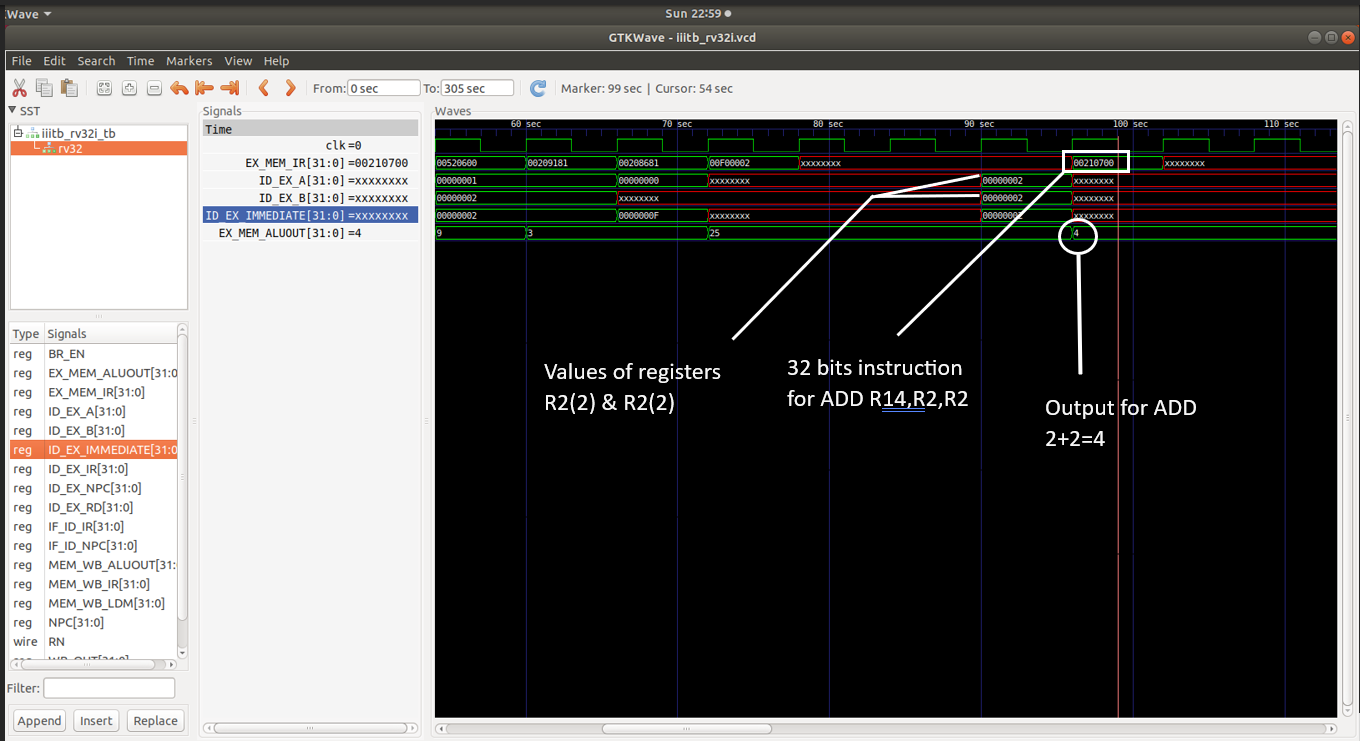 Wave
Sun 22:59
GTKWave - iiitb_rv32i.vcd
File Edit Search Time Markers View Help
From: 0 sec To: 305 sec Marker: 99 sec | Cursor: 54 sec
SST
iiitb_rv32i_tb
rv32
Type Signals
reg BR_EN
reg EX_MEM_ALUOUT[31:0
reg EX_MEM_IR[31:0]
reg ID_EX_A[31:0]
reg ID_EX_B[31:0]
reg ID_EX_IMMEDIATE[31:0
reg ID_EX_IR[31:0]
reg ID_EX_NPC[31:0]
reg ID_EX_RD[31:0]
reg IF_ID_IR[31:0]
reg IF_ID_NPC[31:0]
reg MEM_WB_ALUOUT[31:
reg MEM_WB_IR[31:0]
reg MEM_WB_LDM[31:0]
reg NPC[31:0]
wire RN
Filter:
Append Insert Replace
Signals
Time
clk =0
EX_MEM_IR[31:0] =00210700
ID_EX_A[31:0] =xxxxxxxx
ID_EX_B[31:0] =xxxxxxxx
ID_EX_IMMEDIATE[31:0] =xxxxxxxx
EX_MEM_ALUOUT[31:0] =4
Waves
60 sec 70 sec 80 sec 90 sec 100 sec 110 sec
00520600 00209181 00208681 00F00002 xxxxxxxx 00210700 xxxxxxxx
00000001 00000000 xxxxxxxx 00000002 xxxxxxxx
00000002 xxxxxxxx 00000002 xxxxxxxx
00000002 0000000F xxxxxxxx xxxxxxxx
9 3 25 4
Values of registers
R2(2) & R2(2)
32 bits instruction
for ADD R14,R2,R2
Output for ADD
2+2=4